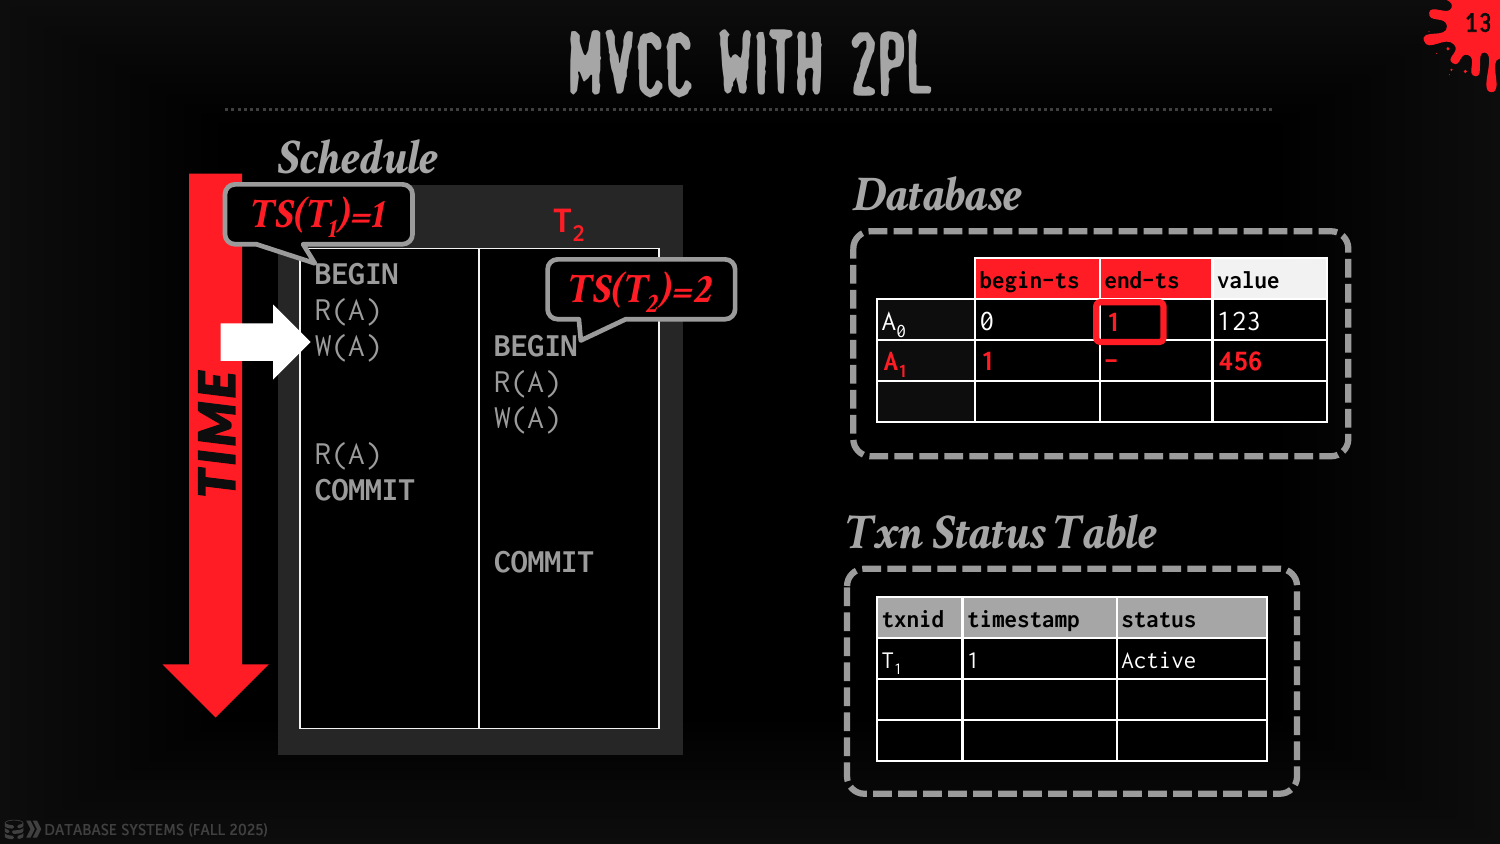 MVCC WITH 2PL
13
Schedule
TS(T1)=1
T2
TS(T2)=2
BEGIN
R(A)
W(A)
R(A)
COMMIT
BEGIN
R(A)
W(A)
COMMIT
TIME
Database
begin-ts end-ts value
A0 0 1 123
A1 1 - 456
Txn Status Table
txnid timestamp status
T1 1 Active
DATABASE SYSTEMS (FALL 2025)